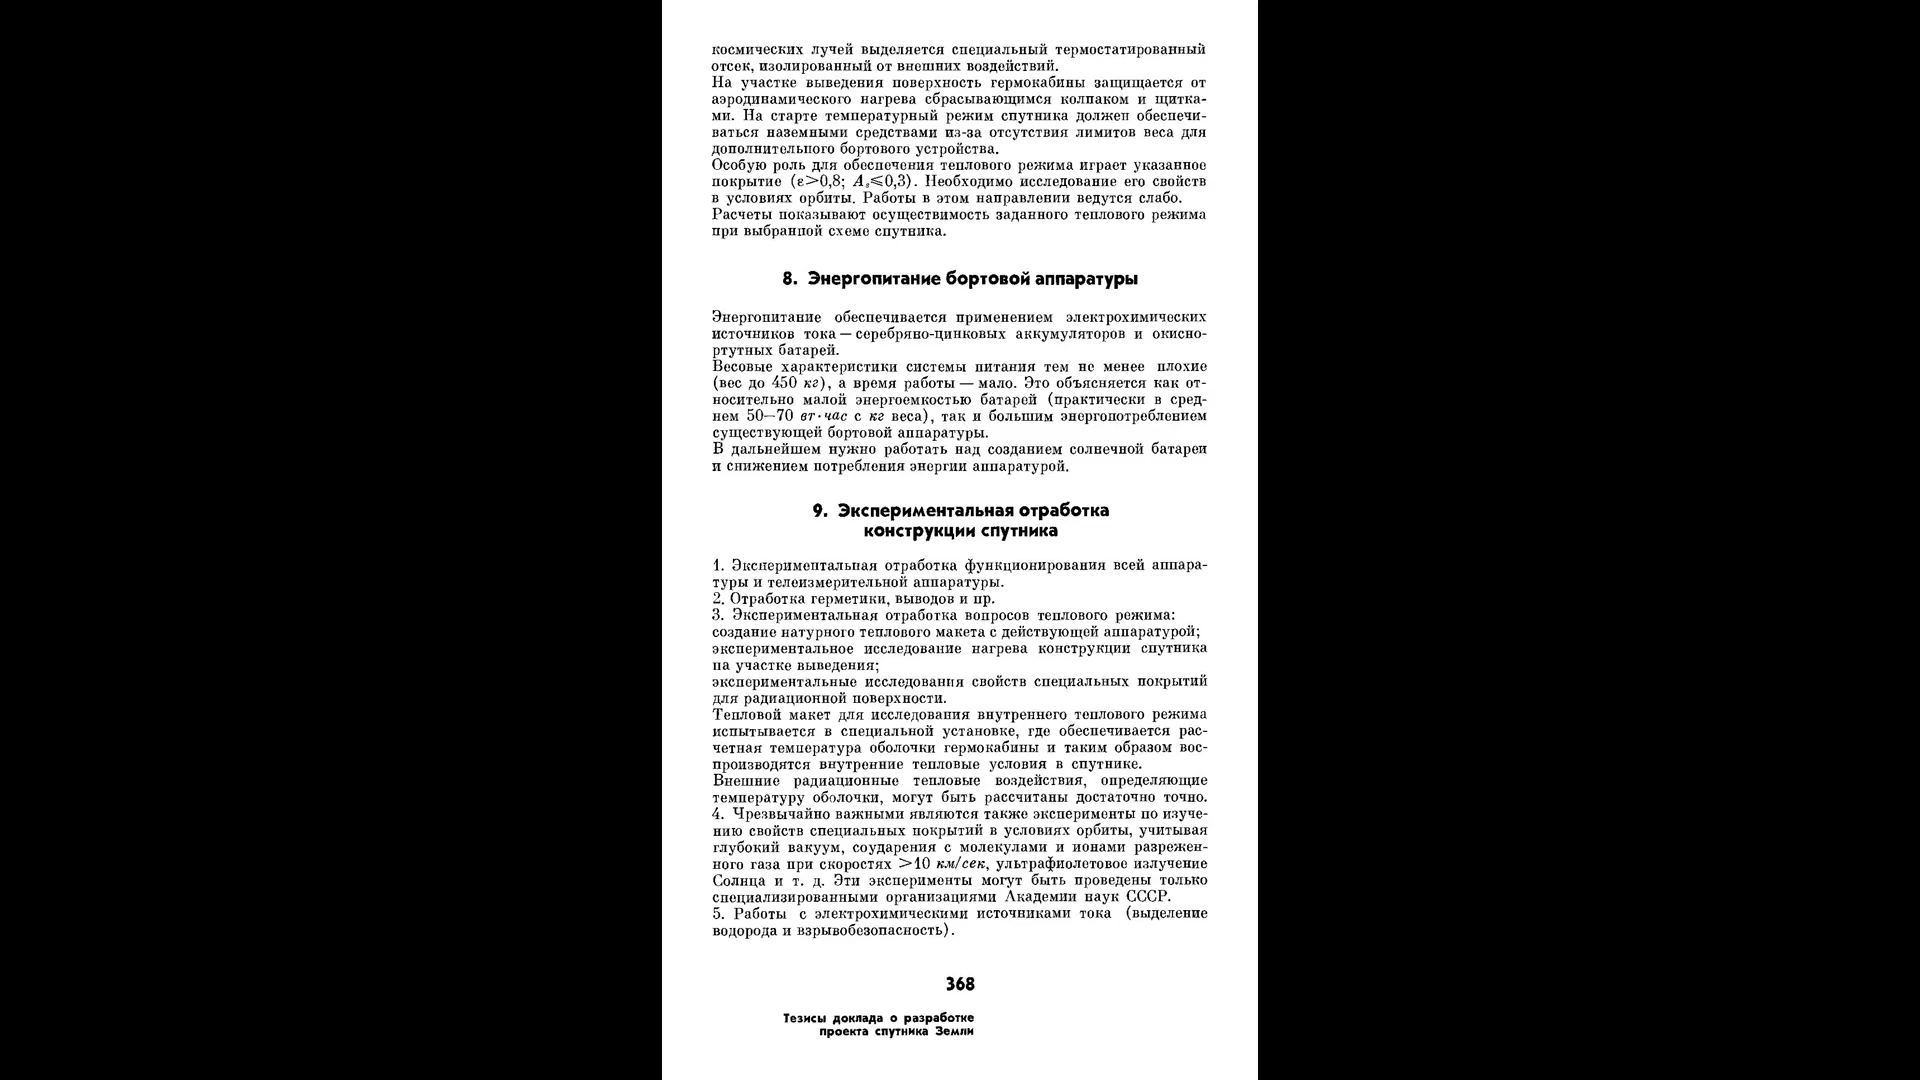 космических лучей выделяется специальный термостатированный
отсек, изолированный от внешних воздействий.
На участке выведения поверхность гермокабины защищается от
аэродинамического нагрева сбрасывающимся колпаком и щитка-
ми. На старте температурный режим спутника должен обеспечи-
ваться наземными средствами из-за отсутствия лимитов веса для
дополнительного бортового устройства.
Особую роль для обеспечения теплового режима играет указанное
покрытие (ε>0,8; Aₛ⩽0,3). Необходимо исследование его свойств
в условиях орбиты. Работы в этом направлении ведутся слабо.
Расчеты показывают осуществимость заданного теплового режима
при выбранной схеме спутника.
8. Энергопитание бортовой аппаратуры
Энергопитание обеспечивается применением электрохимических
источников тока — серебряно-цинковых аккумуляторов и окисно-
ртутных батарей.
Весовые характеристики системы питания тем не менее плохие
(вес до 450 кг), а время работы — мало. Это объясняется как от-
носительно малой энергоемкостью батарей (практически в сред-
нем 50—70 вт·час с кг веса), так и большим энергопотреблением
существующей бортовой аппаратуры.
В дальнейшем нужно работать над созданием солнечной батареи
и снижением потребления энергии аппаратурой.
9. Экспериментальная отработка
конструкции спутника
1. Экспериментальная отработка функционирования всей аппара-
туры и телеизмерительной аппаратуры.
2. Отработка герметики, выводов и пр.
3. Экспериментальная отработка вопросов теплового режима:
создание натурного теплового макета с действующей аппаратурой;
экспериментальное исследование нагрева конструкции спутника
на участке выведения;
экспериментальные исследования свойств специальных покрытий
для радиационной поверхности.
Тепловой макет для исследования внутреннего теплового режима
испытывается в специальной установке, где обеспечивается рас-
четная температура оболочки гермокабины и таким образом вос-
производятся внутренние тепловые условия в спутнике.
Внешние радиационные тепловые воздействия, определяющие
температуру оболочки, могут быть рассчитаны достаточно точно.
4. Чрезвычайно важными являются также эксперименты по изуче-
нию свойств специальных покрытий в условиях орбиты, учитывая
глубокий вакуум, соударения с молекулами и ионами разрежен-
ного газа при скоростях >10 км/сек, ультрафиолетовое излучение
Солнца и т. д. Эти эксперименты могут быть проведены только
специализированными организациями Академии наук СССР.
5. Работы с электрохимическими источниками тока (выделение
водорода и взрывобезопасность).
368
Тезисы доклада о разработке
проекта спутника Земли